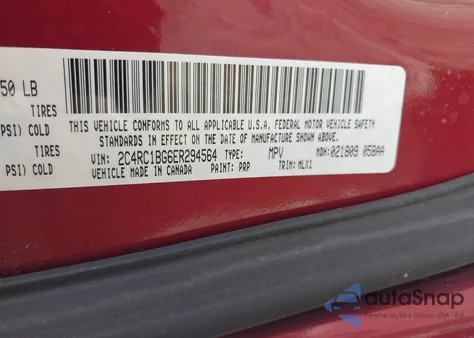 50 LB
TIRES
PSI) COLD
TIRES
PSI) COLD
THIS VEHICLE CONFORMS TO ALL APPLICABLE U.S.A. FEDERAL MOTOR VEHICLE SAFETY
STANDARDS IN EFFECT ON THE DATE OF MANUFACTURE SHOWN ABOVE.
VIN: 2C4RC1BG6ER294564 TYPE: MPV MDH: 021809 058AA
VEHICLE MADE IN CANADA PAINT: PRP TRIM: MLX1
autoSnap